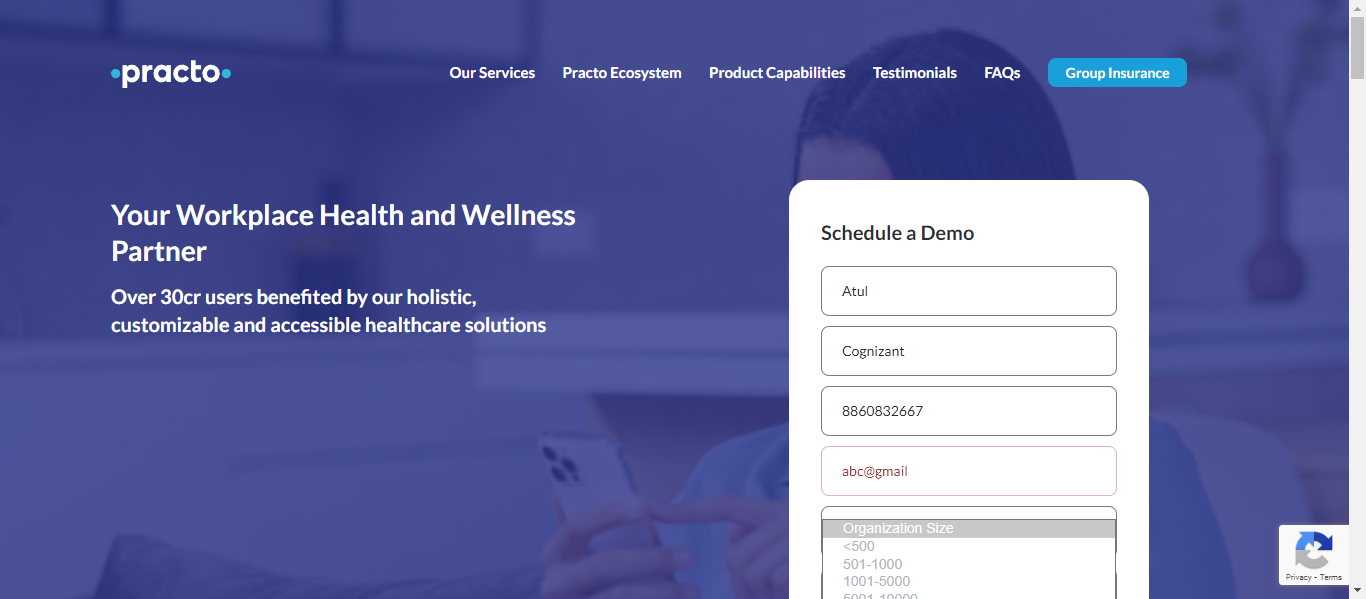 practo
Our Services
Practo Ecosystem
Product Capabilities
Testimonials
FAQs
Group Insurance
Your Workplace Health and Wellness
Partner
Over 30cr users benefited by our holistic,
customizable and accessible healthcare solutions
Schedule a Demo
Atul
Cognizant
8860832667
abc@gmail
Organization Size
<500
501-1000
1001-5000
5001-10000
Privacy - Terms